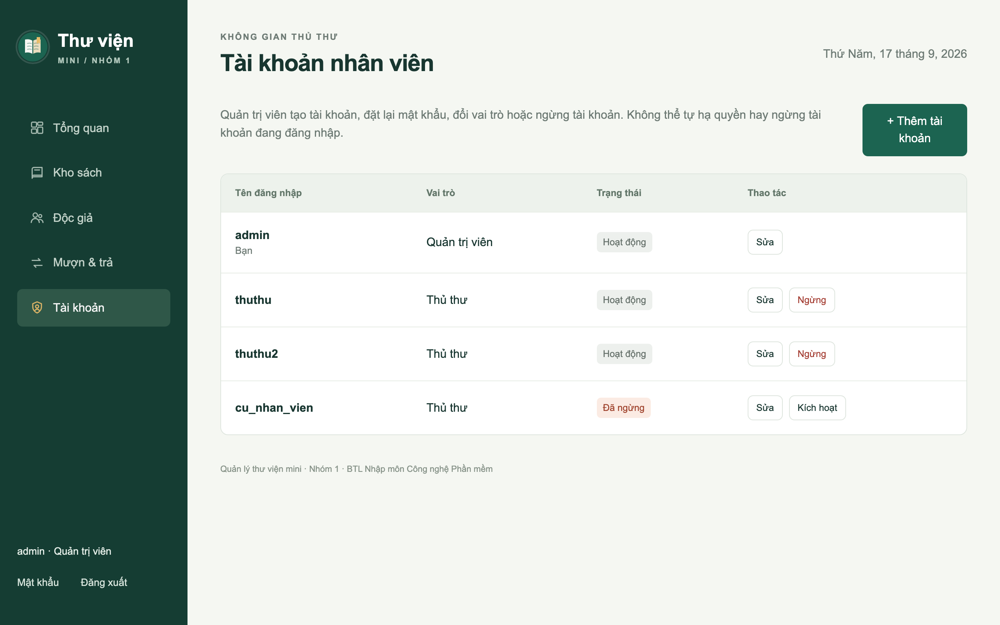 Thư viện
MINI / NHÓM 1
Tổng quan
Kho sách
Độc giả
Mượn & trả
Tài khoản
admin · Quản trị viên
Mật khẩu Đăng xuất
KHÔNG GIAN THỦ THƯ
Tài khoản nhân viên
Thứ Năm, 17 tháng 9, 2026
Quản trị viên tạo tài khoản, đặt lại mật khẩu, đổi vai trò hoặc ngừng tài khoản. Không thể tự hạ quyền hay ngừng tài
khoản đang đăng nhập.
+ Thêm tài
khoản
Tên đăng nhập Vai trò Trạng thái Thao tác
admin
Bạn
Quản trị viên Hoạt động Sửa
thuthu Thủ thư Hoạt động Sửa Ngừng
thuthu2 Thủ thư Hoạt động Sửa Ngừng
cu_nhan_vien Thủ thư Đã ngừng Sửa Kích hoạt
Quản lý thư viện mini · Nhóm 1 · BTL Nhập môn Công nghệ Phần mềm